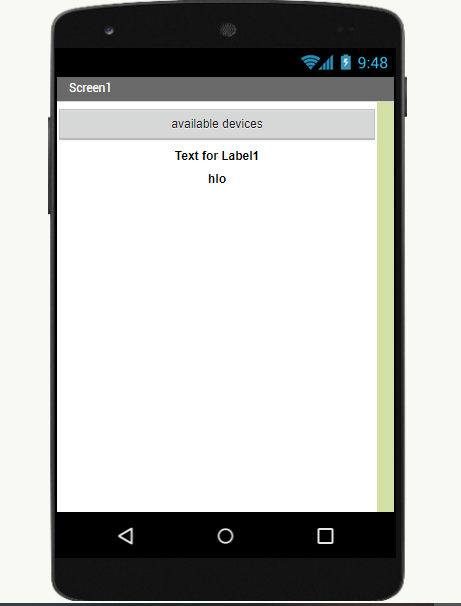 9:48
Screen1
available devices
Text for Label1
hlo